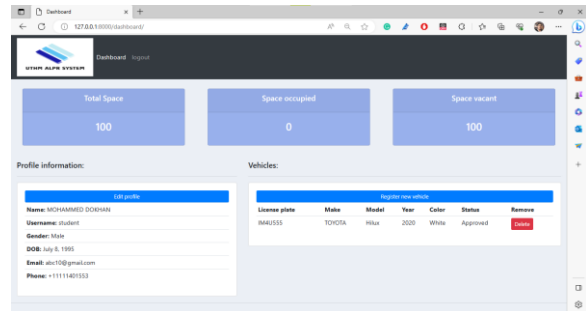 Dashboard
127.0.0.1:8000/dashboard/
UTHM ALPR SYSTEM
Dashboard logout
Total Space Space occupied Space vacant
100 0 100
Profile information: Vehicles:
Edit profile Register new vehicle
Name: MOHAMMED DOKHAN License plate Make Model Year Color Status Remove
Username: student IM4U555 TOYOTA Hilux 2020 White Approved Delete
Gender: Male
DOB: July 8, 1995
Email: abc10@gmail.com
Phone: +11111401553